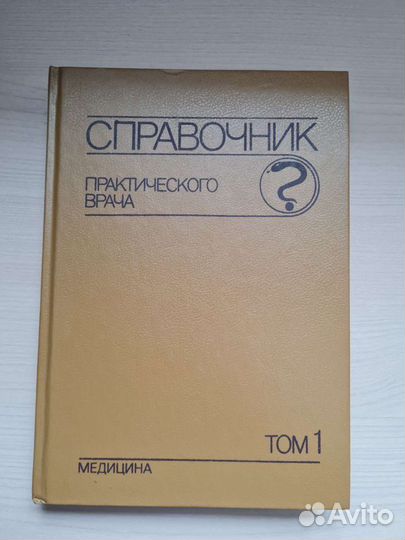 СПРАВОЧНИК
ПРАКТИЧЕСКОГО
ВРАЧА
?
ТОМ 1
МЕДИЦИНА
Avito